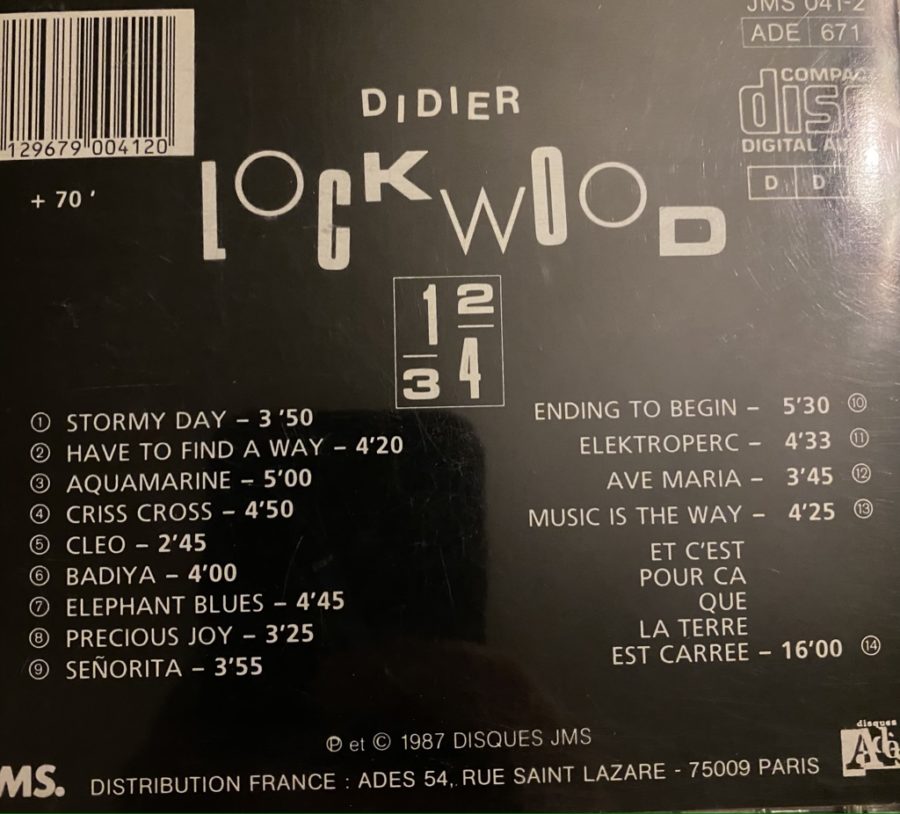 JMS 041-2
ADE 671
COMPACT
disc
DIGITAL AU
D D
129679 004120
+ 70 '
DIDIER
LOCKWOOD
1 2
3 4
① STORMY DAY – 3 '50
② HAVE TO FIND A WAY – 4'20
③ AQUAMARINE – 5'00
④ CRISS CROSS – 4'50
⑤ CLEO – 2'45
⑥ BADIYA – 4'00
⑦ ELEPHANT BLUES – 4'45
⑧ PRECIOUS JOY – 3'25
⑨ SEÑORITA – 3'55
ENDING TO BEGIN – 5'30 ⑩
ELEKTROPERC – 4'33 ⑪
AVE MARIA – 3'45 ⑫
MUSIC IS THE WAY – 4'25 ⑬
ET C'EST
POUR CA
QUE
LA TERRE
EST CARREE – 16'00 ⑭
℗ et © 1987 DISQUES JMS
MS. DISTRIBUTION FRANCE : ADES 54, RUE SAINT LAZARE - 75009 PARIS
disques
Adès